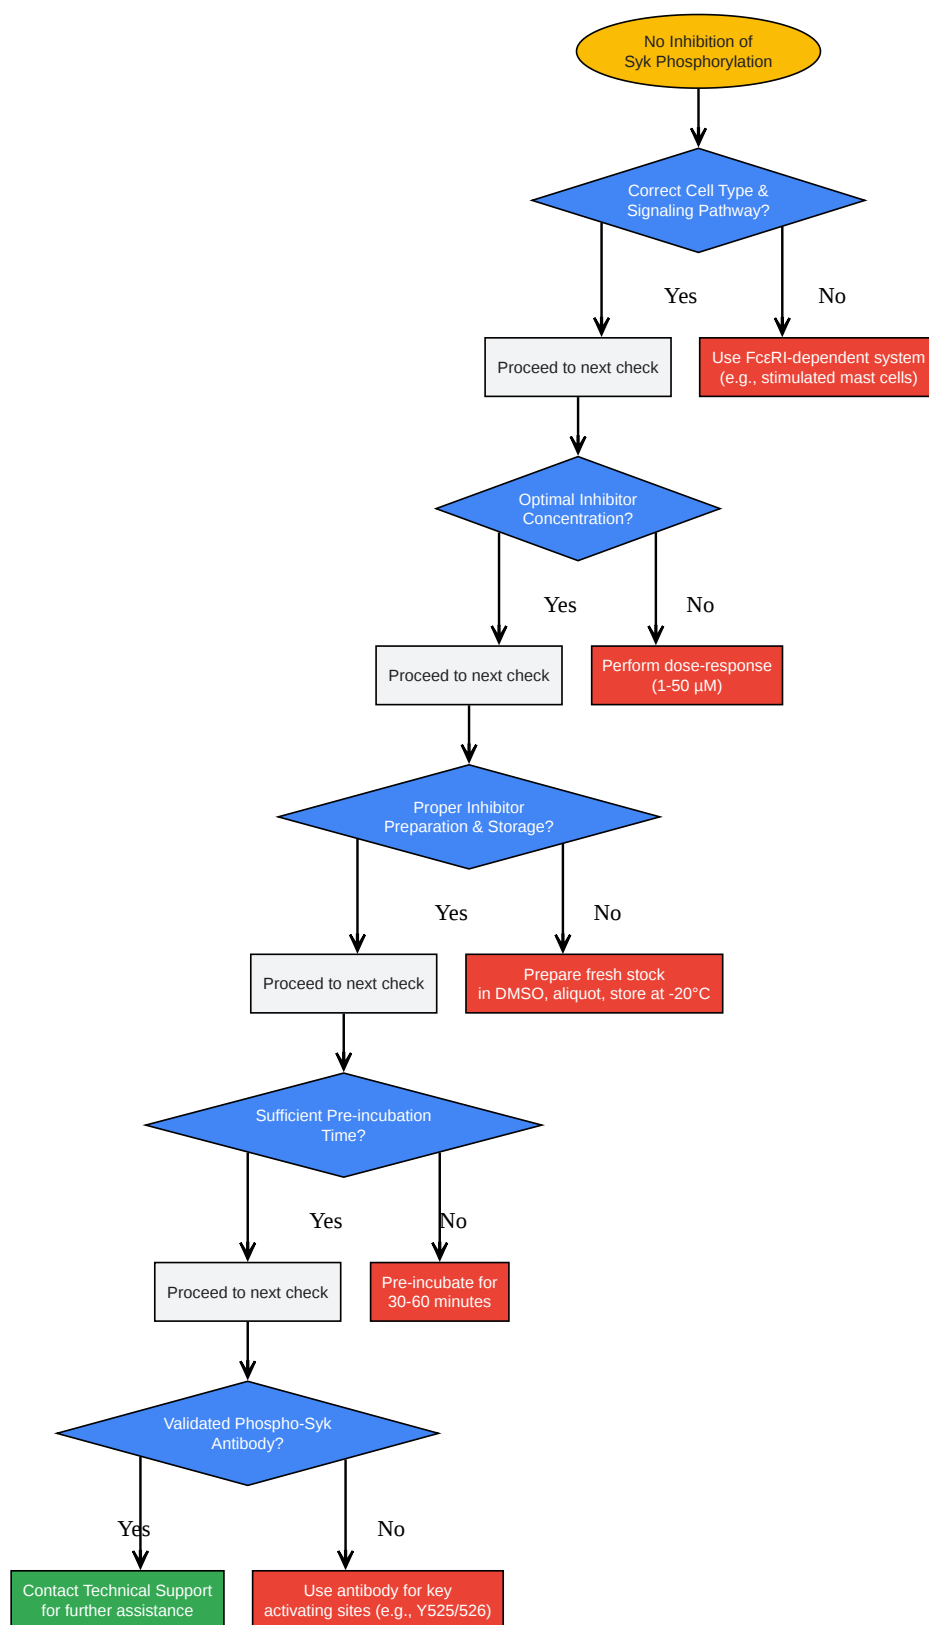 No Inhibition of
Syk Phosphorylation
Correct Cell Type &
Signaling Pathway?
Yes
No
Proceed to next check
Use FcεRI-dependent system
(e.g., stimulated mast cells)
Optimal Inhibitor
Concentration?
Yes
No
Proceed to next check
Perform dose-response
(1-50 µM)
Proper Inhibitor
Preparation & Storage?
Yes
No
Proceed to next check
Prepare fresh stock
in DMSO, aliquot, store at -20°C
Sufficient Pre-incubation
Time?
Yes
No
Proceed to next check
Pre-incubate for
30-60 minutes
Validated Phospho-Syk
Antibody?
Yes
No
Contact Technical Support
for further assistance
Use antibody for key
activating sites (e.g., Y525/526)